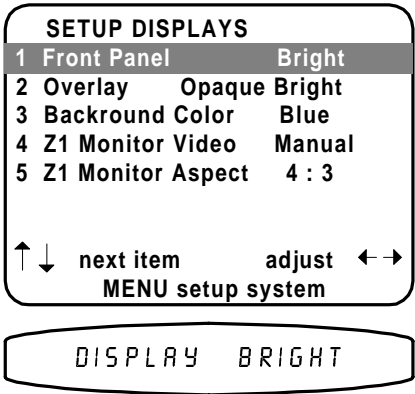 SETUP DISPLAYS
1 Front Panel Bright
2 Overlay Opaque Bright
3 Backround Color Blue
4 Z1 Monitor Video Manual
5 Z1 Monitor Aspect 4 : 3
↑↓ next item adjust ←→
MENU setup system
DISPLAY BRIGHT